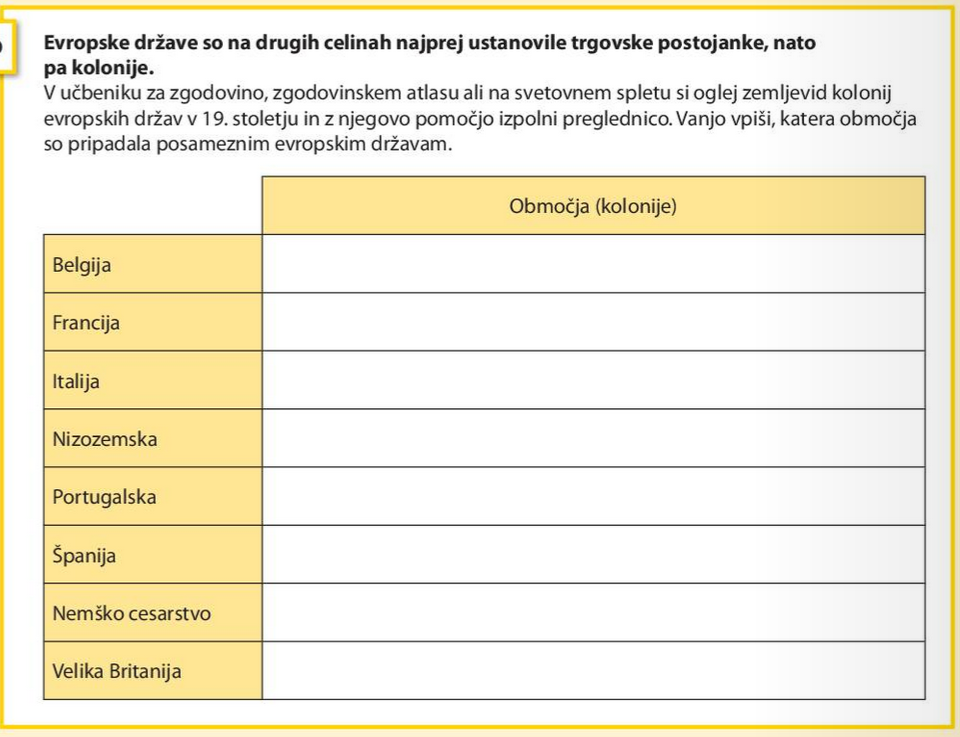 Evropske države so na drugih celinah najprej ustanovile trgovske postojanke, nato
pa kolonije.
V učbeniku za zgodovino, zgodovinskem atlasu ali na svetovnem spletu si oglej zemljevid kolonij
evropskih držav v 19. stoletju in z njegovo pomočjo izpolni preglednico. Vanjo vpiši, katera območja
so pripadala posameznim evropskim državam.
Območja (kolonije)
Belgija
Francija
Italija
Nizozemska
Portugalska
Španija
Nemško cesarstvo
Velika Britanija